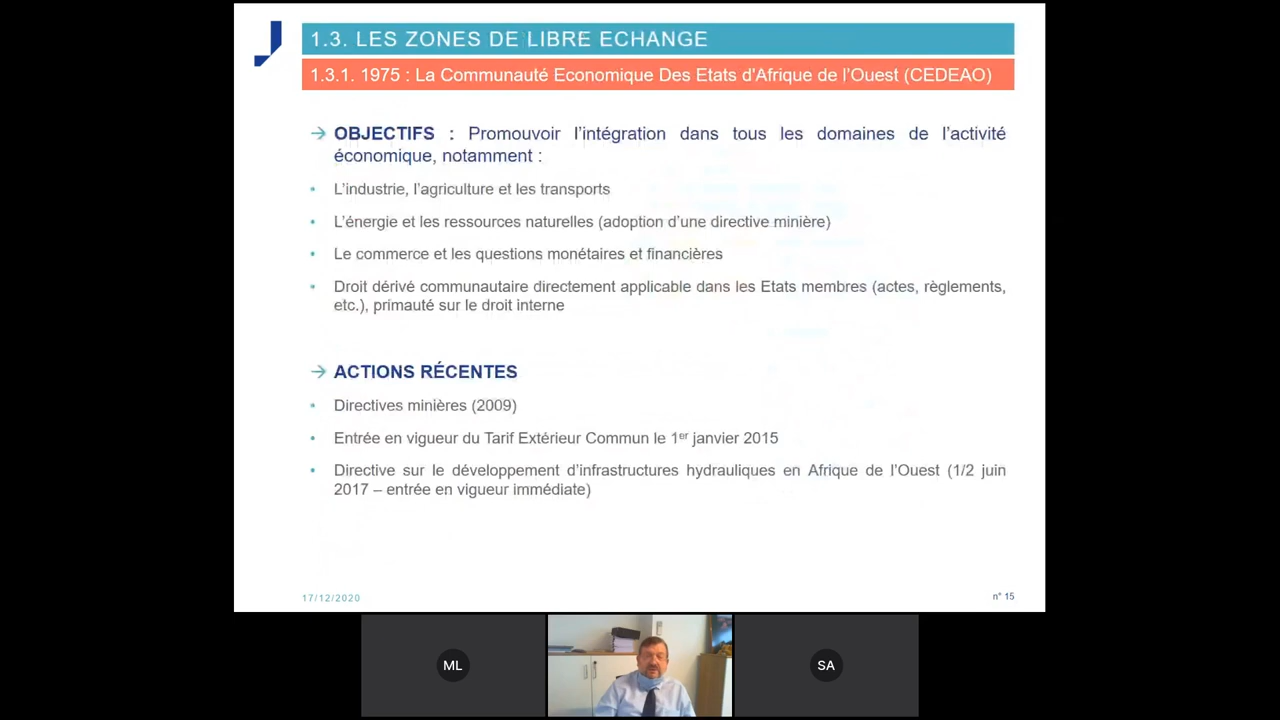 1.3. LES ZONES DE LIBRE ECHANGE
1.3.1. 1975 : La Communauté Economique Des Etats d'Afrique de l'Ouest (CEDEAO)
→ OBJECTIFS : Promouvoir l'intégration dans tous les domaines de l'activité
économique, notamment :
• L'industrie, l'agriculture et les transports
• L'énergie et les ressources naturelles (adoption d'une directive minière)
• Le commerce et les questions monétaires et financières
• Droit dérivé communautaire directement applicable dans les Etats membres (actes, règlements,
etc.), primauté sur le droit interne
→ ACTIONS RÉCENTES
• Directives minières (2009)
• Entrée en vigueur du Tarif Extérieur Commun le 1er janvier 2015
• Directive sur le développement d'infrastructures hydrauliques en Afrique de l'Ouest (1/2 juin
2017 – entrée en vigueur immédiate)
17/12/2020
n° 15
ML
SA